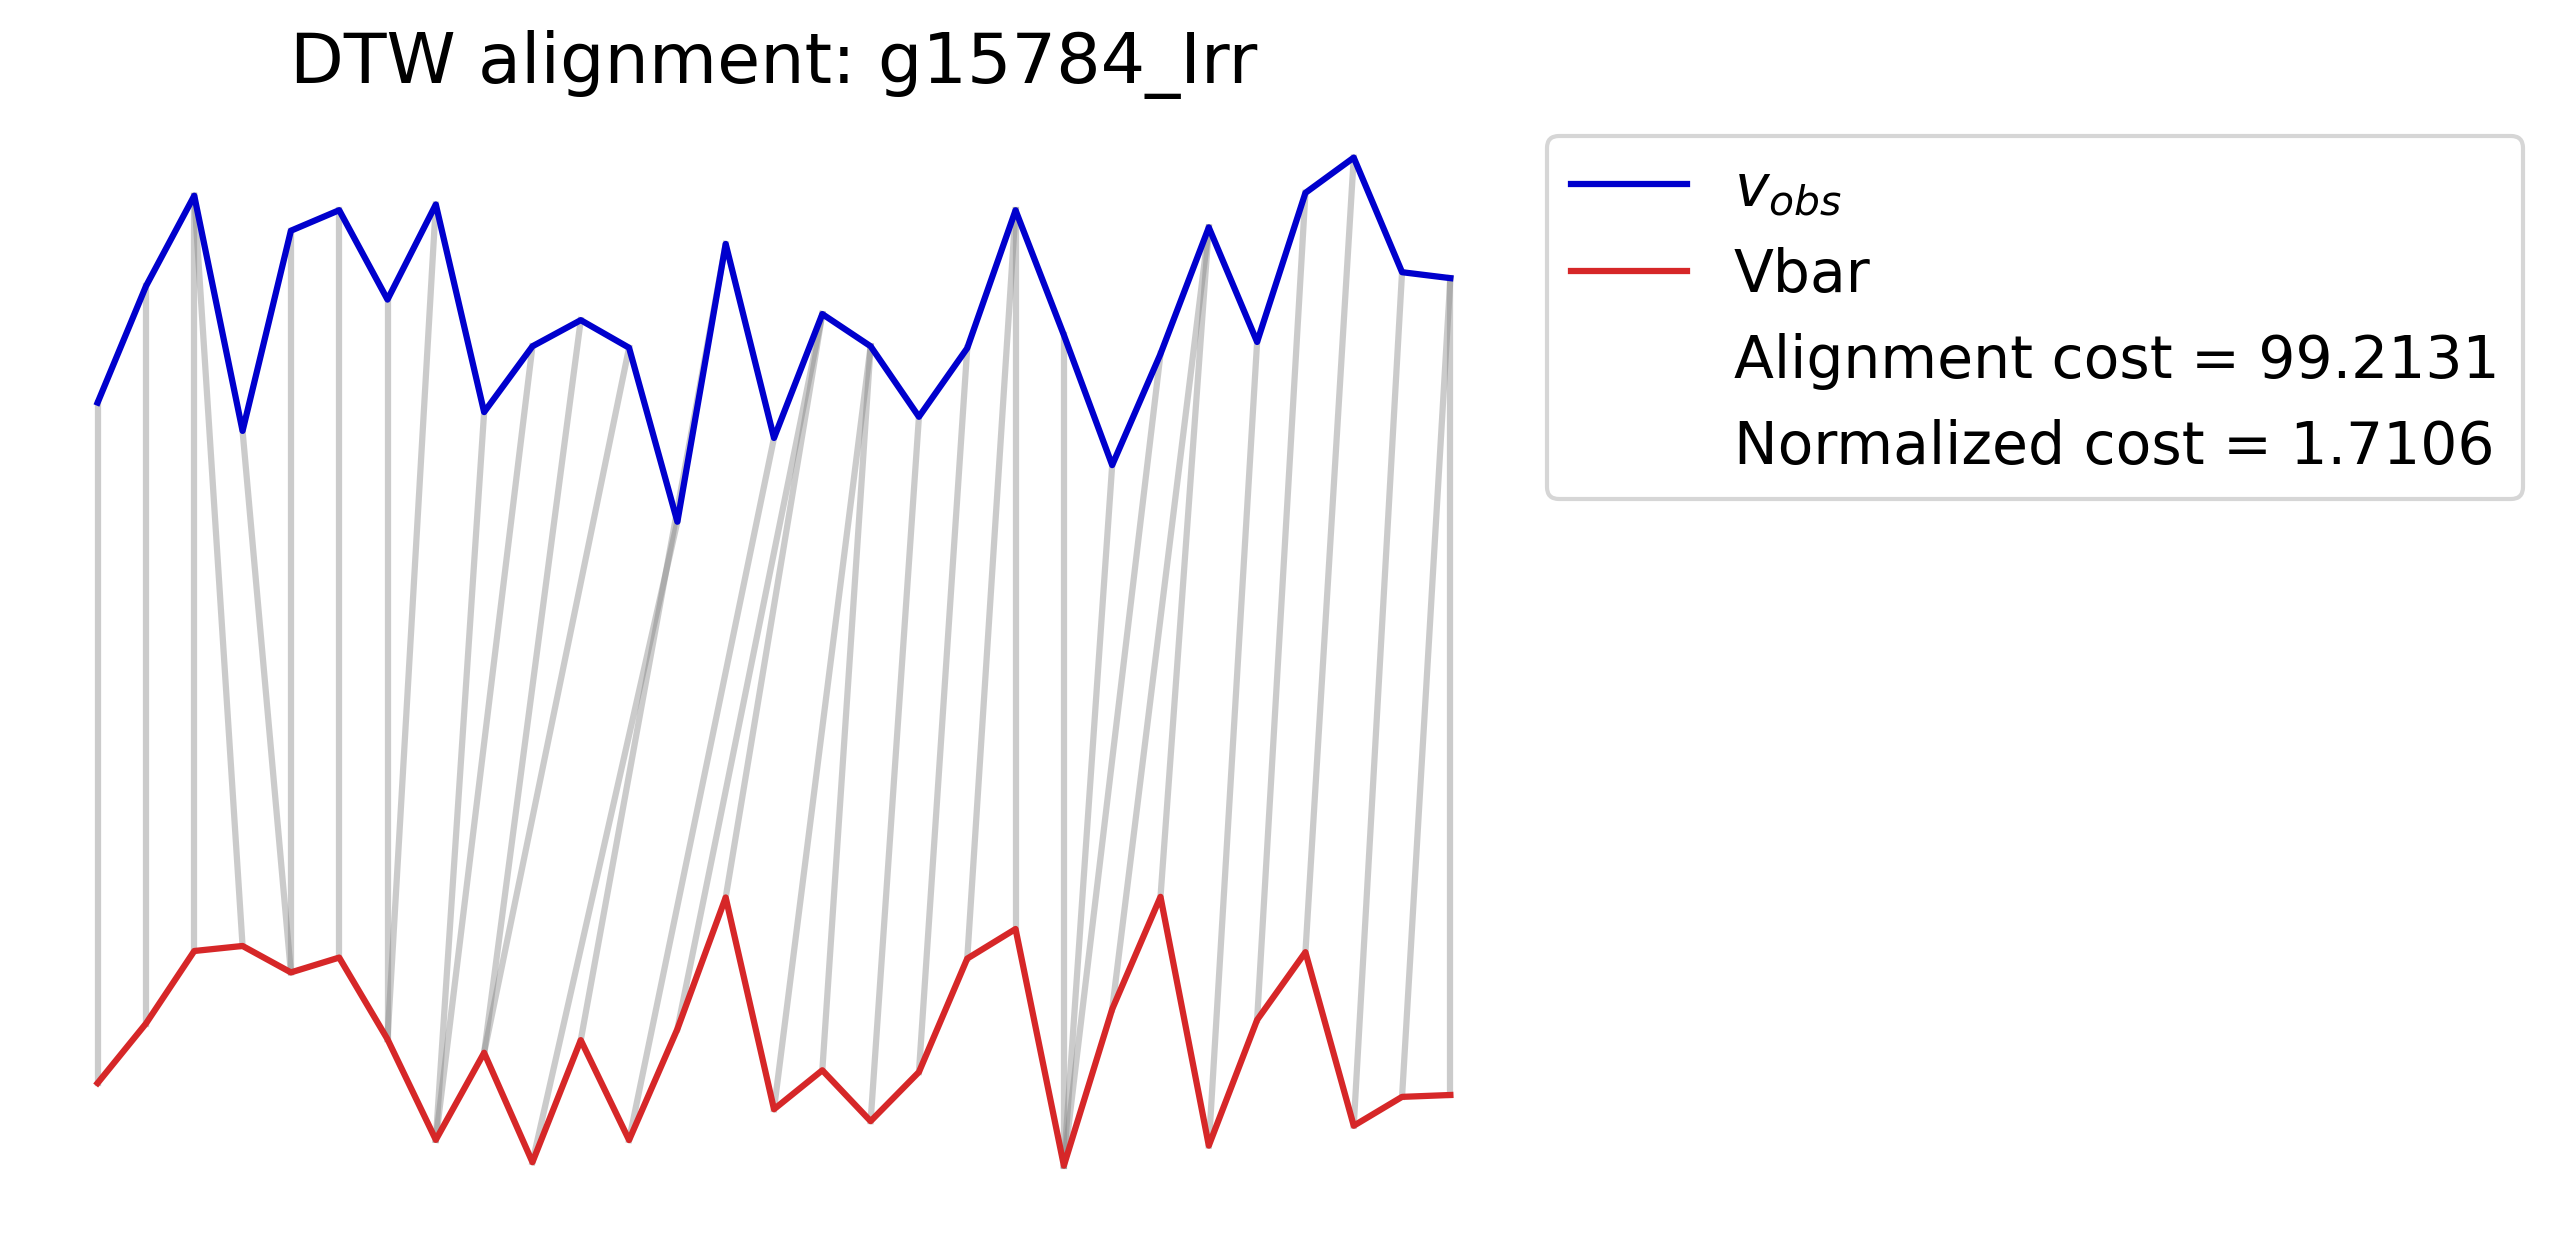 DTW alignment: g15784_Irr
v_obs
Vbar
Alignment cost = 99.2131
Normalized cost = 1.7106